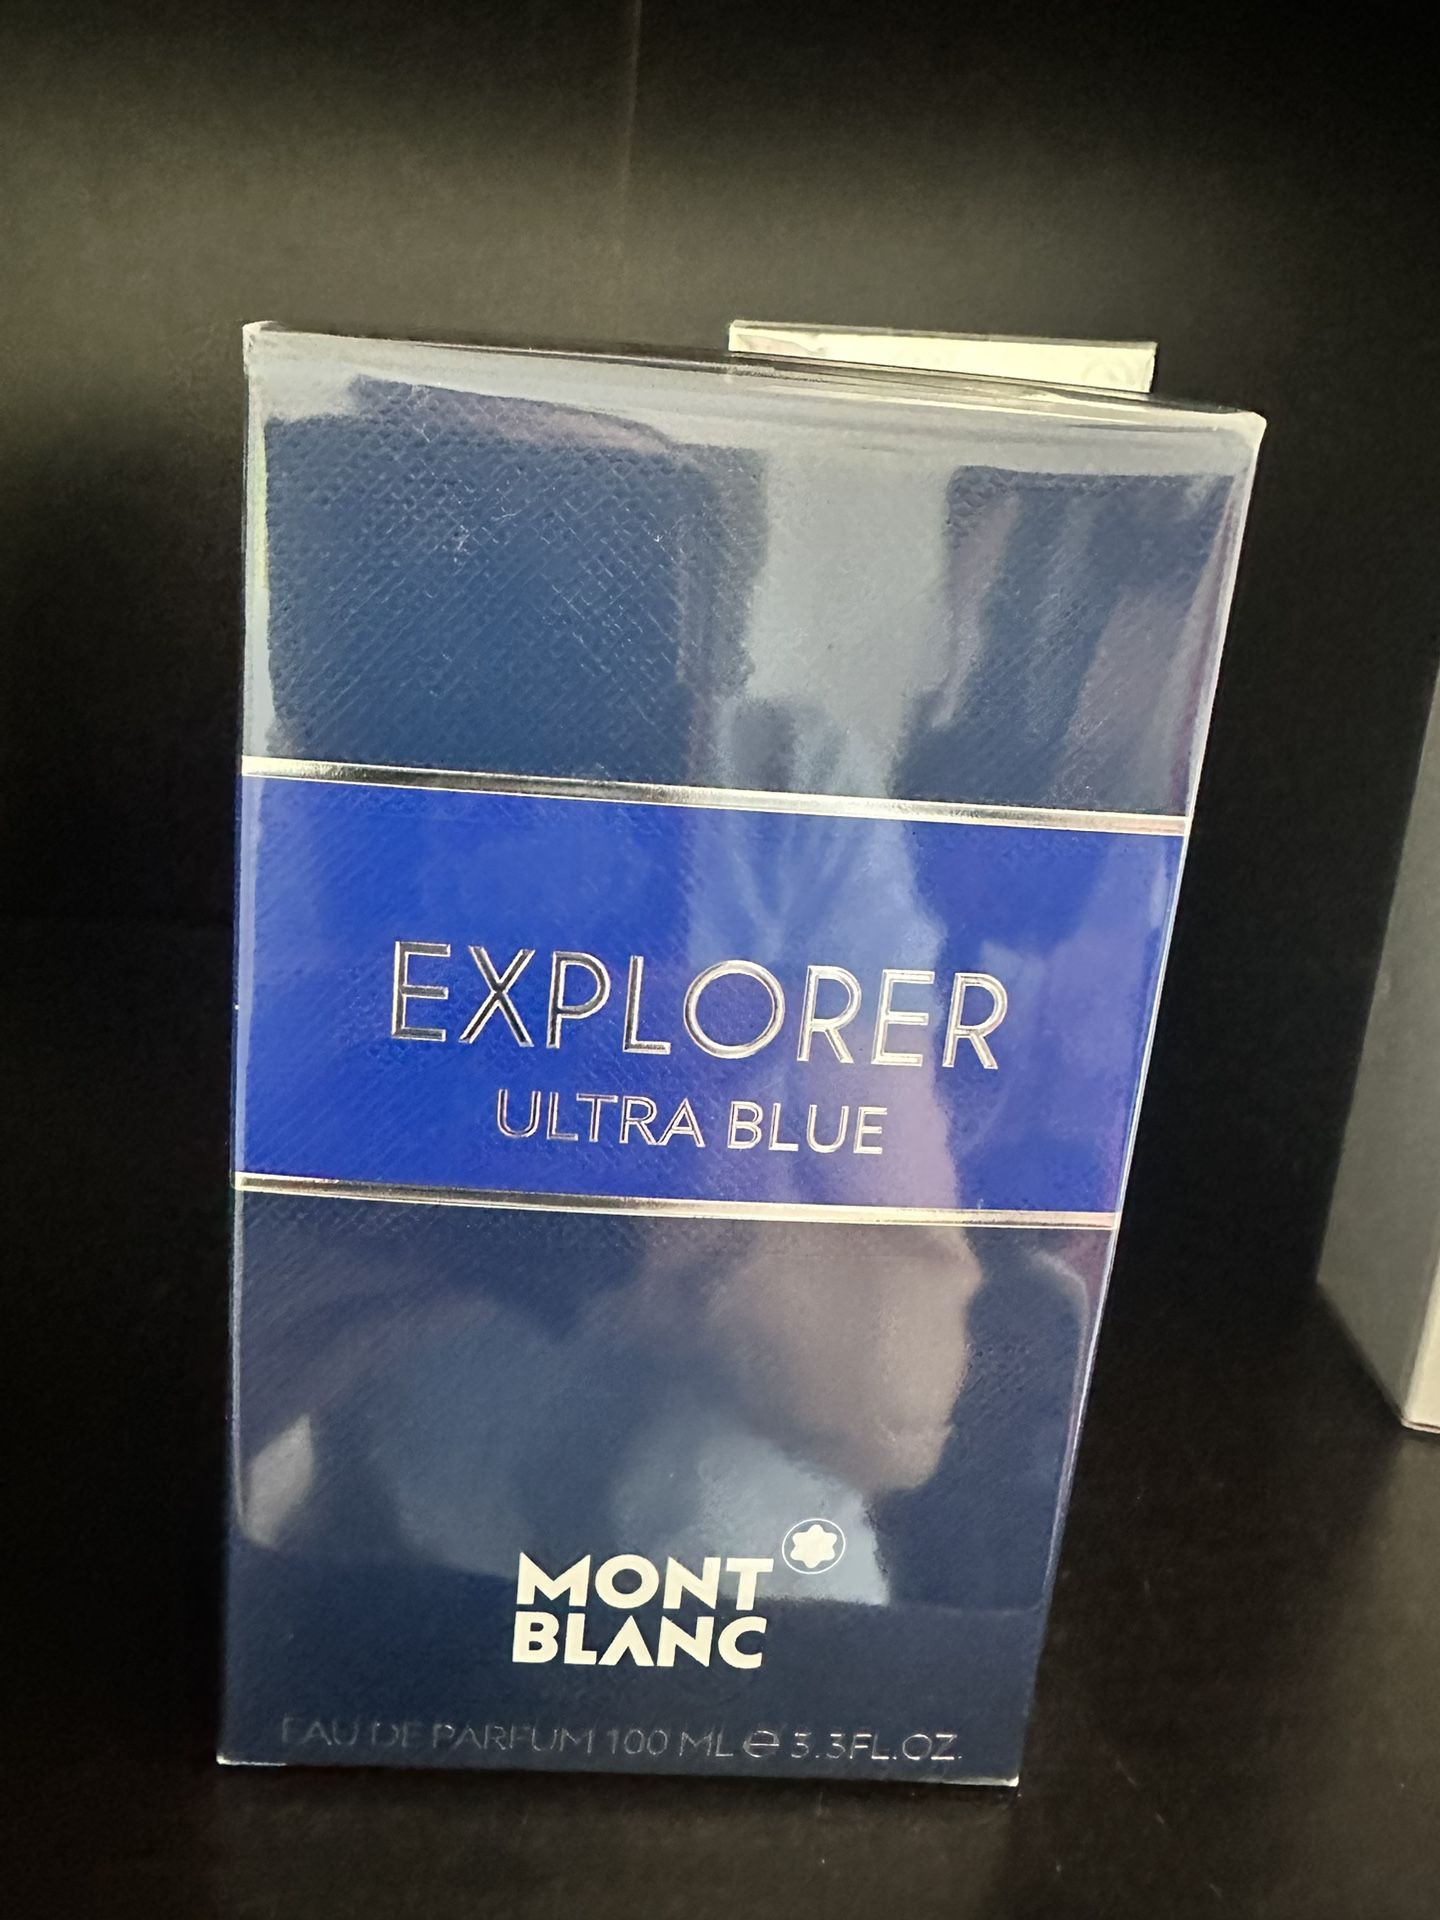 EXPLORER
ULTRA BLUE
MONT
BLANC
EAU DE PARFUM 100 ML ℮ 3.3FL.OZ.